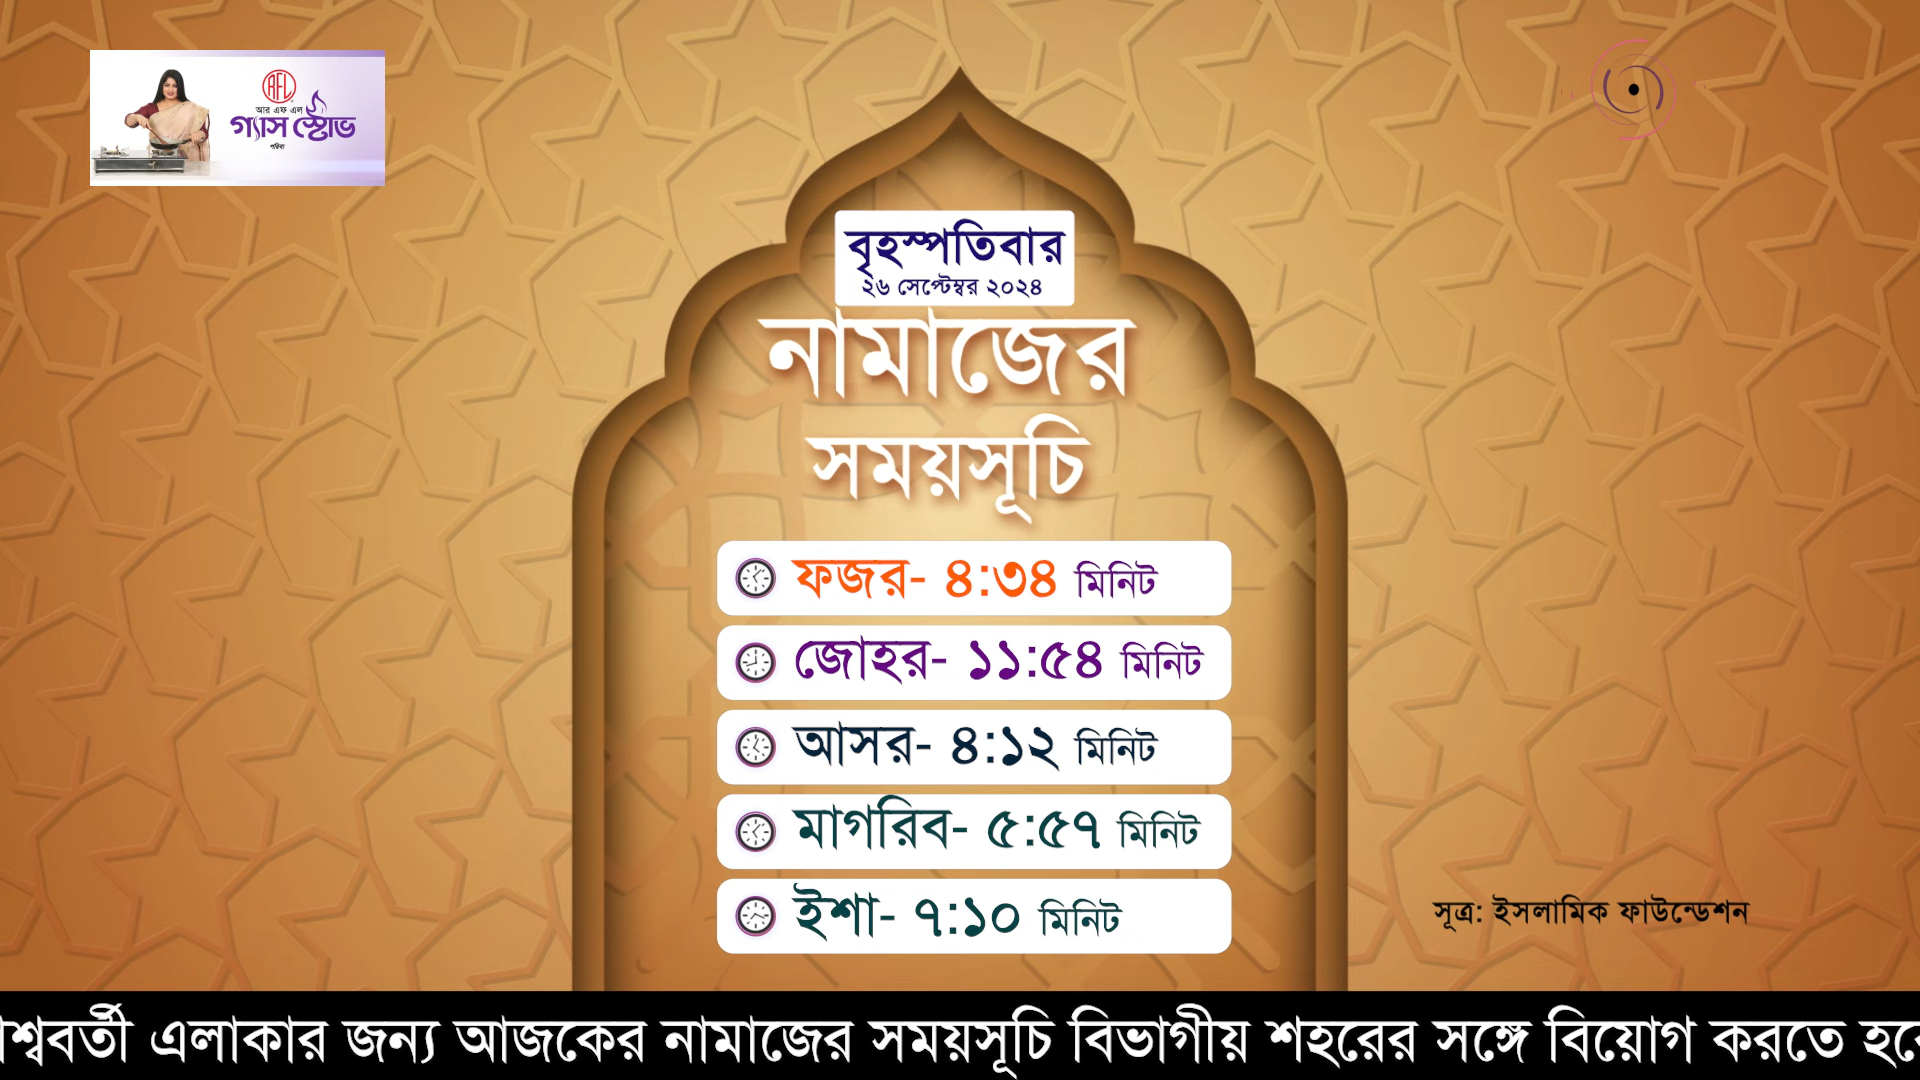 RFL
আর এফ এল
গ্যাস স্টোভ
বৃহস্পতিবার
২৬ সেপ্টেম্বর ২০২৪
নামাজের
সময়সূচি
ফজর- ৪:৩৪ মিনিট
জোহর- ১১:৫৪ মিনিট
আসর- ৪:১২ মিনিট
মাগরিব- ৫:৫৭ মিনিট
ইশা- ৭:১০ মিনিট
সূত্র: ইসলামিক ফাউন্ডেশন
এলাকার জন্য আজকের নামাজের সময়সূচি বিভাগীয় শহরের সঙ্গে বিয়োগ করতে